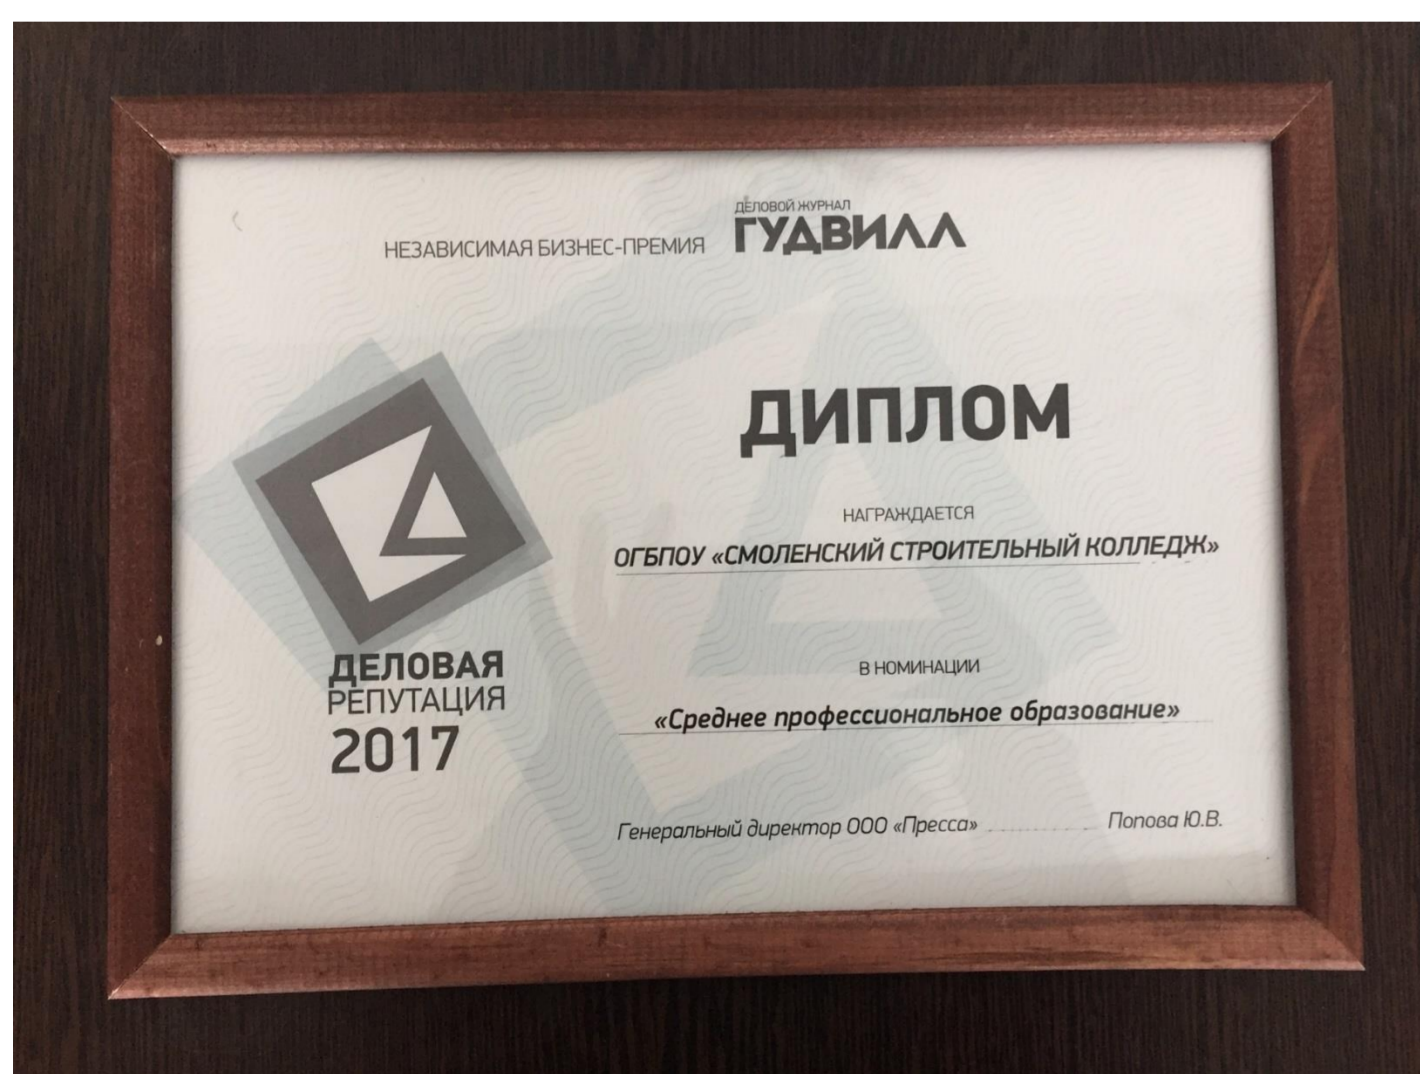 ДЕЛОВОЙ ЖУРНАЛ
НЕЗАВИСИМАЯ БИЗНЕС-ПРЕМИЯ ГУДВИЛЛ
ДИПЛОМ
НАГРАЖДАЕТСЯ
ОГБПОУ «СМОЛЕНСКИЙ СТРОИТЕЛЬНЫЙ КОЛЛЕДЖ»
ДЕЛОВАЯ
РЕПУТАЦИЯ
2017
В НОМИНАЦИИ
«Среднее профессиональное образование»
Генеральный директор ООО «Пресса» Попова Ю.В.